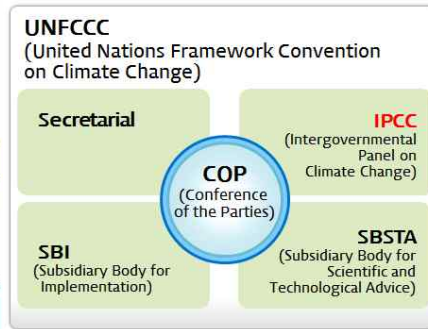 UNFCCC
(United Nations Framework Convention
on Climate Change)
Secretarial
IPCC
(Intergovernmental
Panel on
Climate Change)
COP
(Conference
of the Parties)
SBI
(Subsidiary Body for
Implementation)
SBSTA
(Subsidiary Body for
Scientific and
Technological Advice)